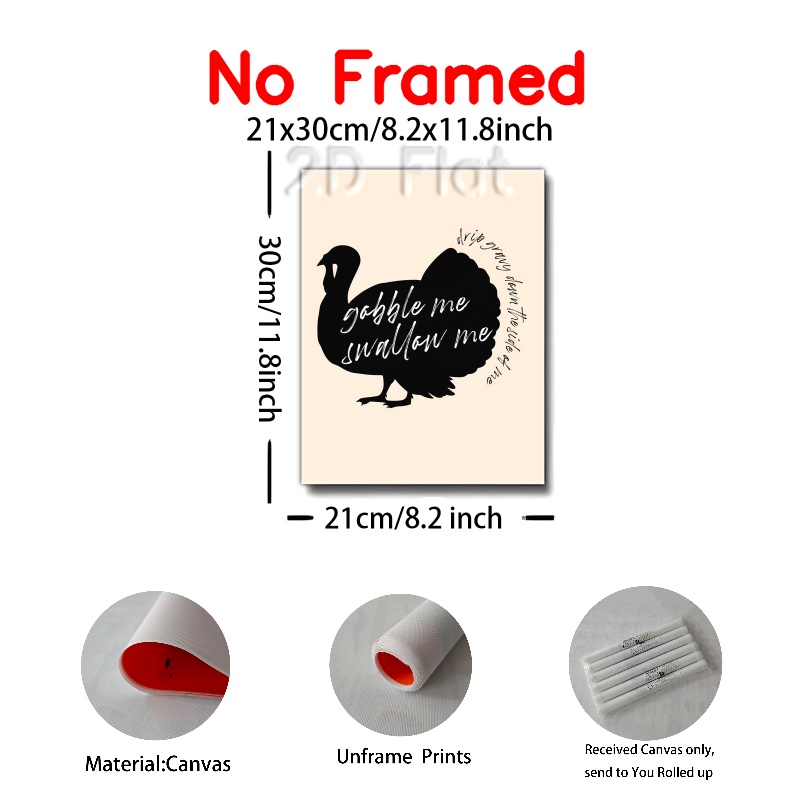 No Framed
21x30cm/8.2x11.8inch
2.D Flat
30cm/11.8inch
gobble me
swallow me
drip gravy down the side of me
21cm/8.2 inch
Material:Canvas
Unframe Prints
Received Canvas only,
send to You Rolled up